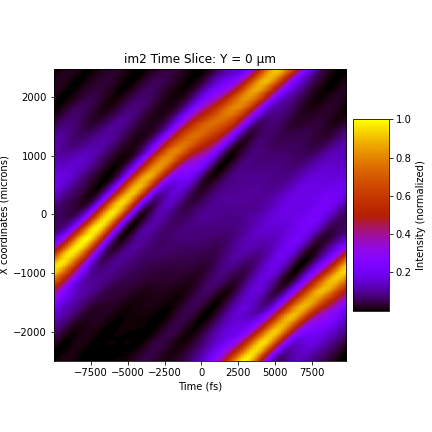 im2 Time Slice: Y = 0 μm
X coordinates (microns)
2000
1000
0
−1000
−2000
−7500 −5000 −2500 0 2500 5000 7500
Time (fs)
1.0
0.8
0.6
0.4
0.2
Intensity (normalized)